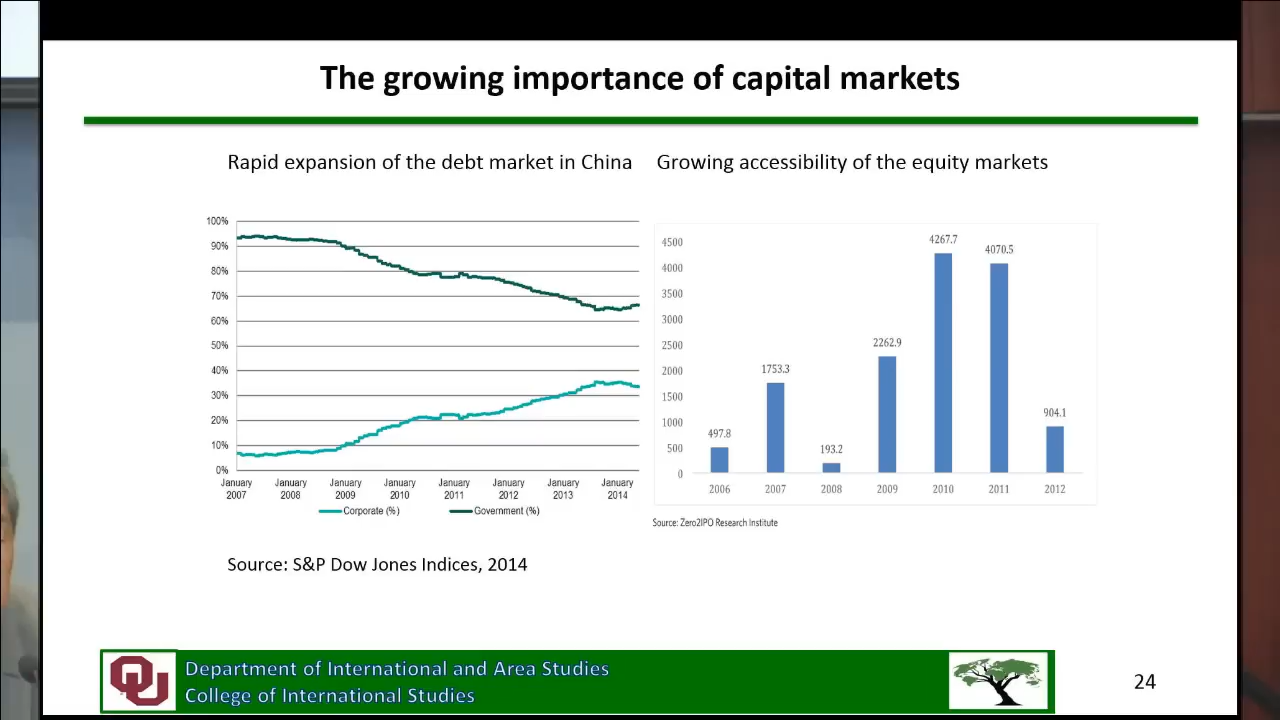 The growing importance of capital markets
Rapid expansion of the debt market in China
Growing accessibility of the equity markets
100%
90%
80%
70%
60%
50%
40%
30%
20%
10%
0%
January 2007
January 2008
January 2009
January 2010
January 2011
January 2012
January 2013
January 2014
Corporate (%)
Government (%)
4500
4000
3500
3000
2500
2000
1500
1000
500
0
497.8
1753.3
193.2
2262.9
4267.7
4070.5
904.1
2006 2007 2008 2009 2010 2011 2012
Source: Zero2IPO Research Institute
Source: S&P Dow Jones Indices, 2014
OU
Department of International and Area Studies
College of International Studies
24